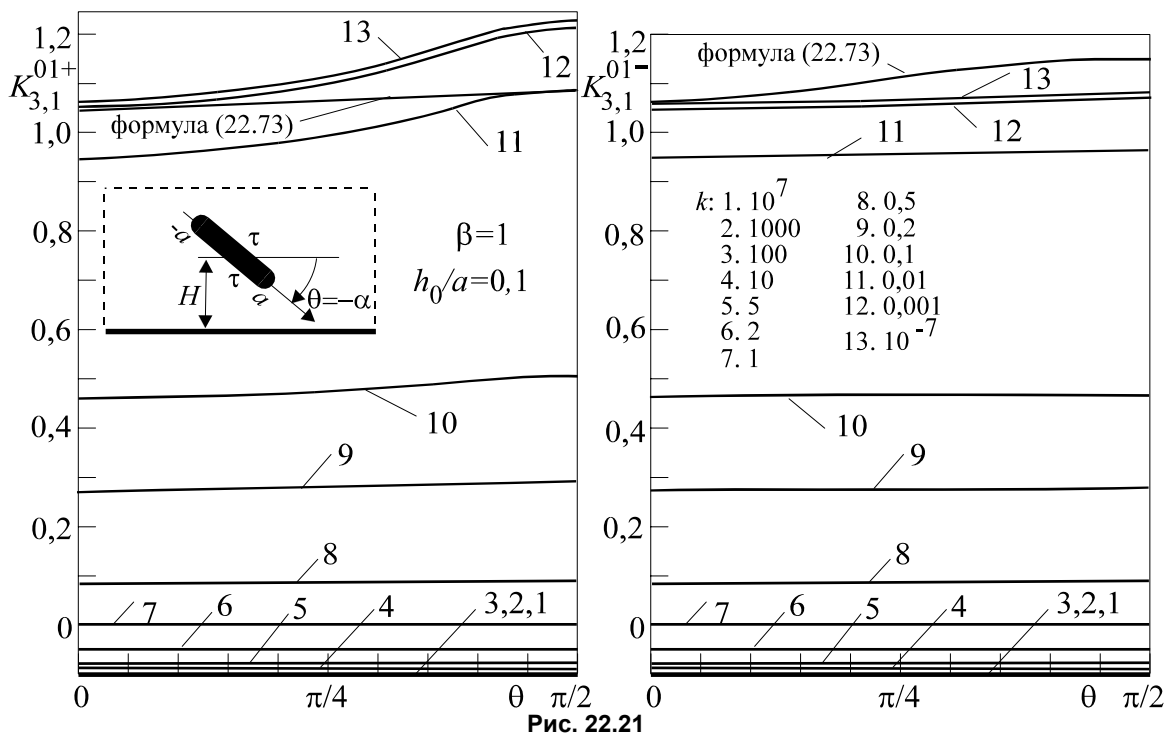 1,2
K 01+ 3,1
1,0
0,8
0,6
0,4
0,2
0
13
12
формула (22.73)
11
-a τ
τ a
H
θ=–α
β=1
h0/a=0,1
10
9
8
7 6 5 4 3,2,1
0 π/4 θ π/2
1,2
K 01– 3,1
1,0
0,8
0,6
0,4
0,2
0
формула (22.73)
13
12
11
k: 1. 10^7 8. 0,5
2. 1000 9. 0,2
3. 100 10. 0,1
4. 10 11. 0,01
5. 5 12. 0,001
6. 2 13. 10^-7
7. 1
10
9
8
7 6 5 4 3,2,1
0 π/4 θ π/2
Рис. 22.21